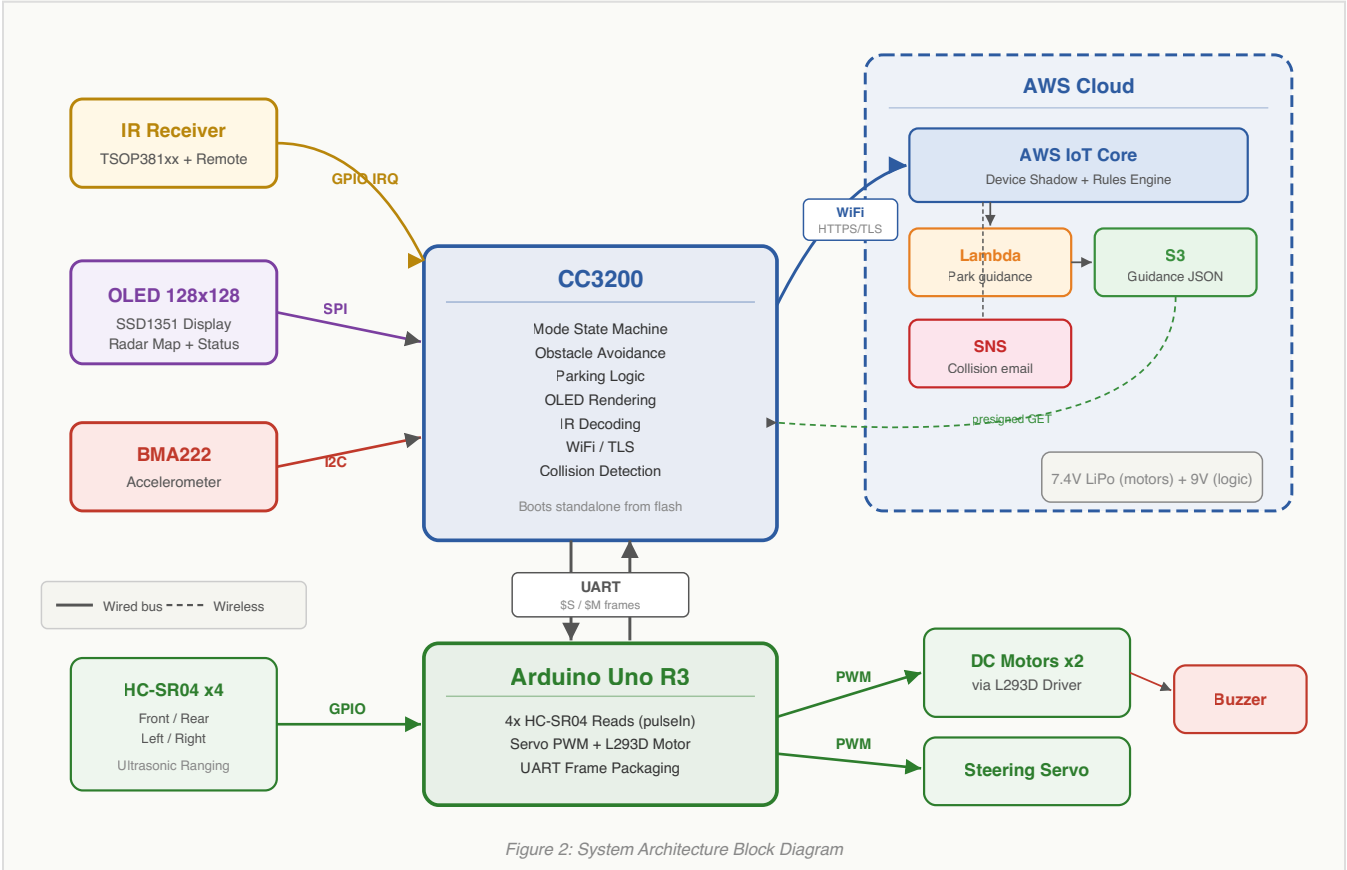 AWS Cloud
IR Receiver
TSOP381xx + Remote
GPIO IRQ
AWS IoT Core
Device Shadow + Rules Engine
WiFi
HTTPS/TLS
Lambda
Park guidance
S3
Guidance JSON
SNS
Collision email
presigned GET
7.4V LiPo (motors) + 9V (logic)
OLED 128x128
SSD1351 Display
Radar Map + Status
SPI
BMA222
Accelerometer
I2C
CC3200
Mode State Machine
Obstacle Avoidance
Parking Logic
OLED Rendering
IR Decoding
WiFi / TLS
Collision Detection
Boots standalone from flash
UART
$S / $M frames
Wired bus
Wireless
HC-SR04 x4
Front / Rear
Left / Right
Ultrasonic Ranging
GPIO
Arduino Uno R3
4x HC-SR04 Reads (pulseIn)
Servo PWM + L293D Motor
UART Frame Packaging
PWM
DC Motors x2
via L293D Driver
Buzzer
PWM
Steering Servo
Figure 2: System Architecture Block Diagram